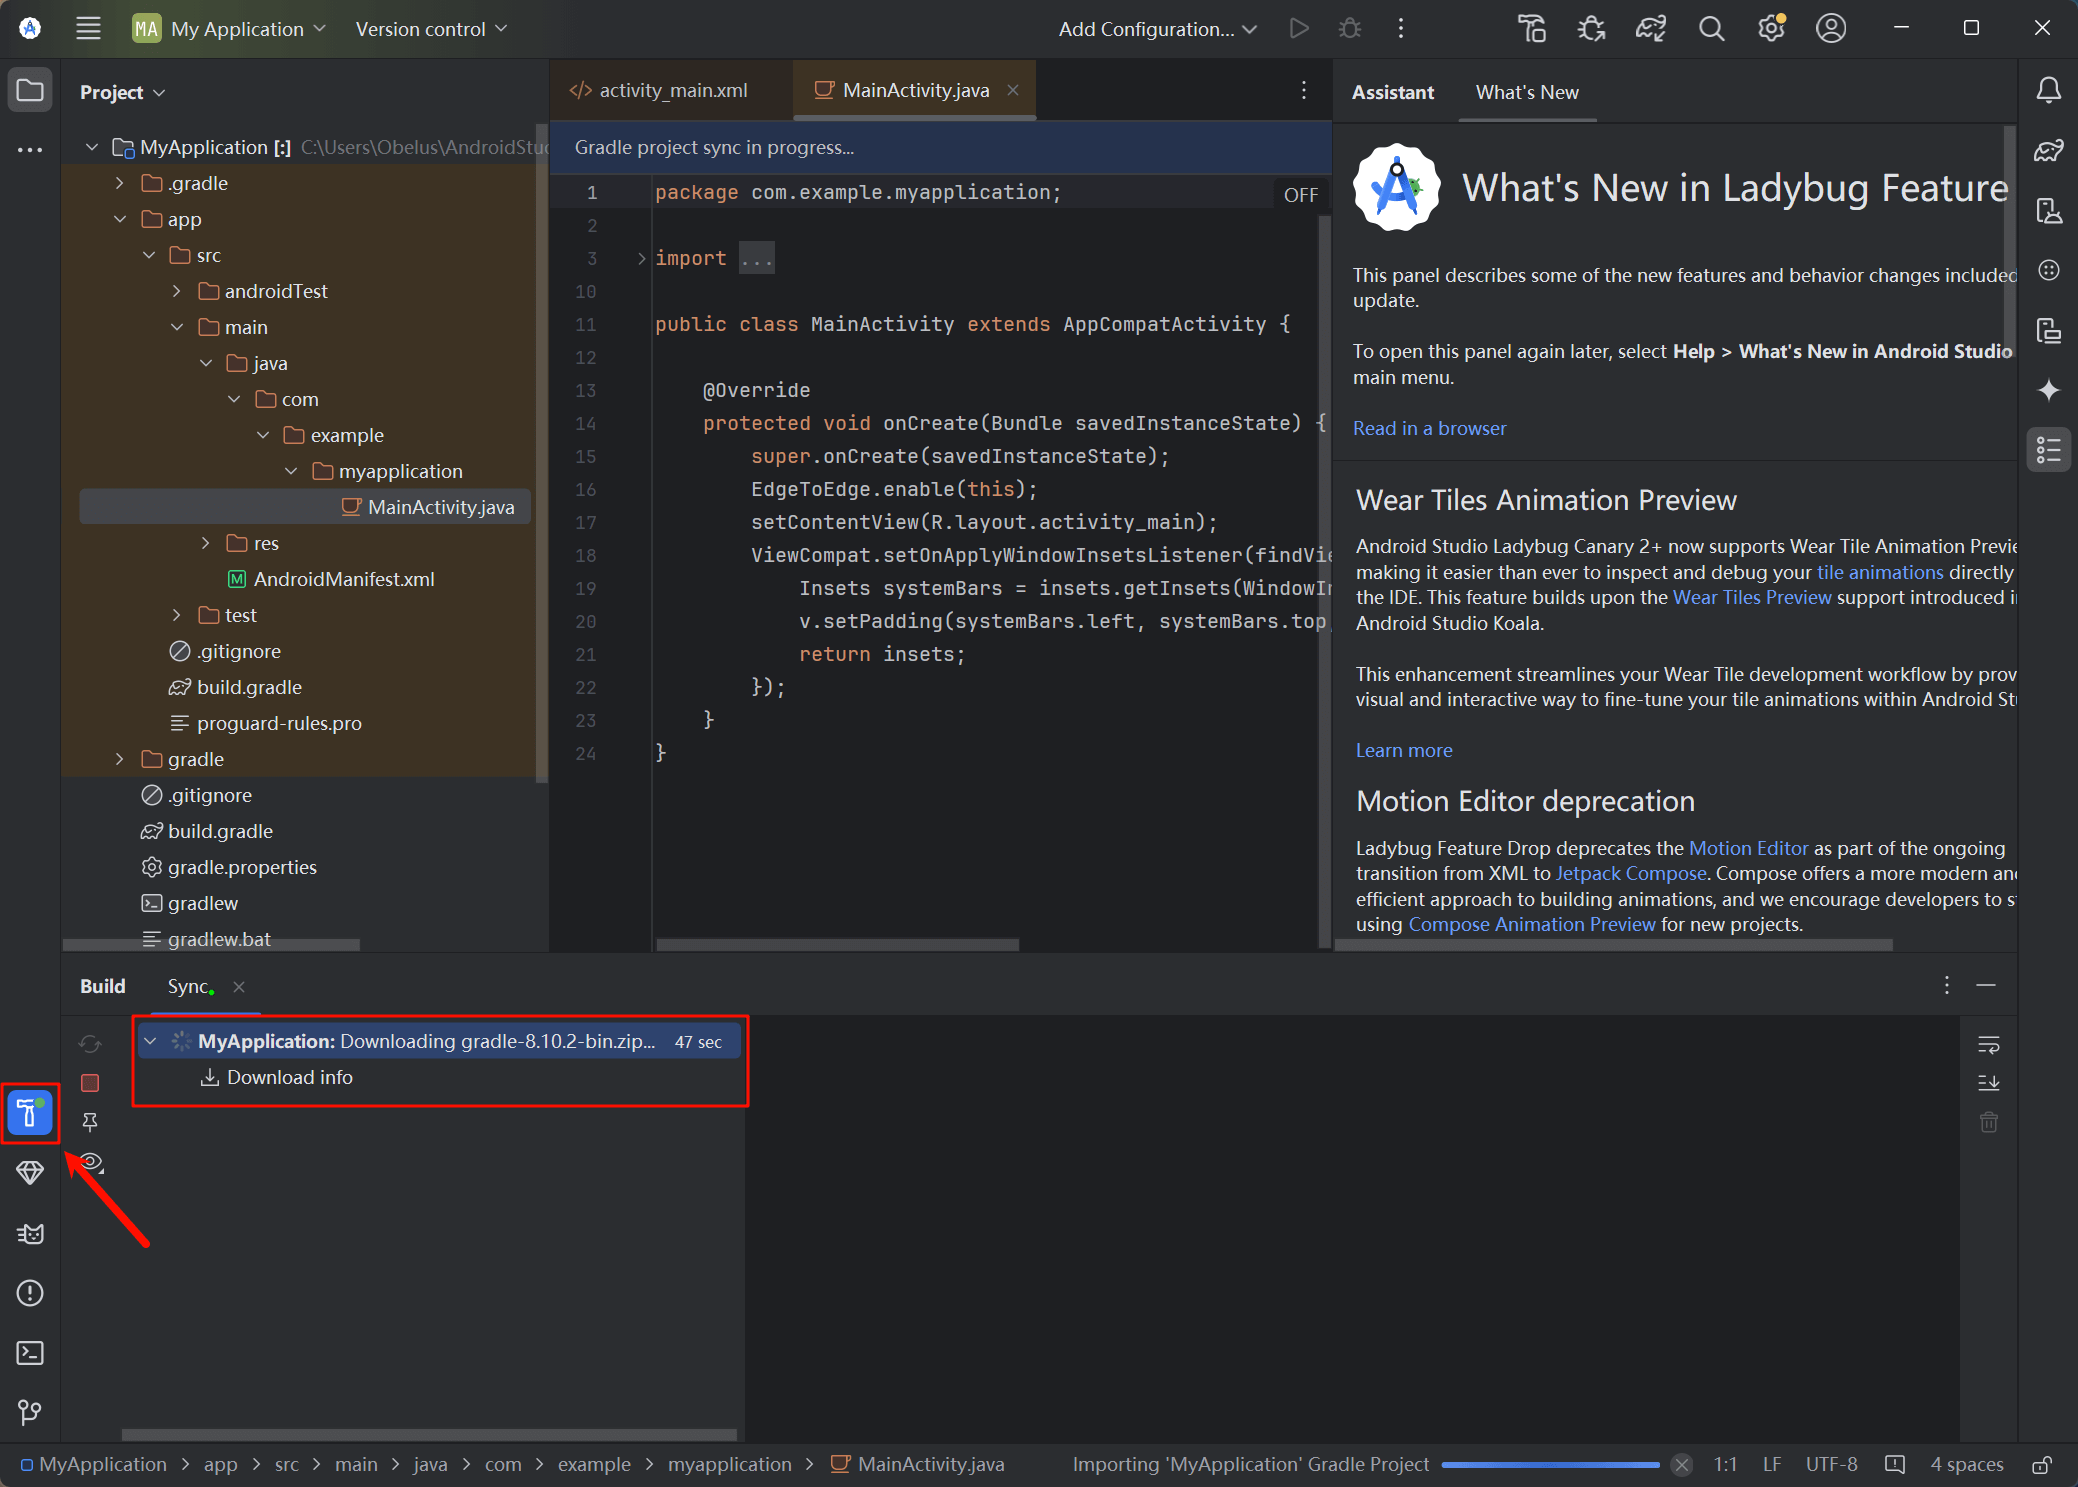 MA My Application Version control Add Configuration...
Project
MyApplication [:] C:\Users\Obelus\AndroidStu
.gradle
app
src
androidTest
main
java
com
example
myapplication
MainActivity.java
res
AndroidManifest.xml
test
.gitignore
build.gradle
proguard-rules.pro
gradle
.gitignore
build.gradle
gradle.properties
gradlew
gradlew.bat
activity_main.xml MainActivity.java
Gradle project sync in progress...
OFF
1 package com.example.myapplication;
2
3 import ...
10
11 public class MainActivity extends AppCompatActivity {
12
13 @Override
14 protected void onCreate(Bundle savedInstanceState) {
15 super.onCreate(savedInstanceState);
16 EdgeToEdge.enable(this);
17 setContentView(R.layout.activity_main);
18 ViewCompat.setOnApplyWindowInsetsListener(findVie
19 Insets systemBars = insets.getInsets(WindowIn
20 v.setPadding(systemBars.left, systemBars.top,
21 return insets;
22 });
23 }
24 }
Assistant What's New
What's New in Ladybug Feature
This panel describes some of the new features and behavior changes included
update.
To open this panel again later, select Help > What's New in Android Studio
main menu.
Read in a browser
Wear Tiles Animation Preview
Android Studio Ladybug Canary 2+ now supports Wear Tile Animation Previe
making it easier than ever to inspect and debug your tile animations directly
the IDE. This feature builds upon the Wear Tiles Preview support introduced i
Android Studio Koala.
This enhancement streamlines your Wear Tile development workflow by prov
visual and interactive way to fine-tune your tile animations within Android St
Learn more
Motion Editor deprecation
Ladybug Feature Drop deprecates the Motion Editor as part of the ongoing
transition from XML to Jetpack Compose. Compose offers a more modern an
efficient approach to building animations, and we encourage developers to s
using Compose Animation Preview for new projects.
Build Sync
MyApplication: Downloading gradle-8.10.2-bin.zip... 47 sec
Download info
MyApplication > app > src > main > java > com > example > myapplication > MainActivity.java Importing 'MyApplication' Gradle Project 1:1 LF UTF-8 4 spaces